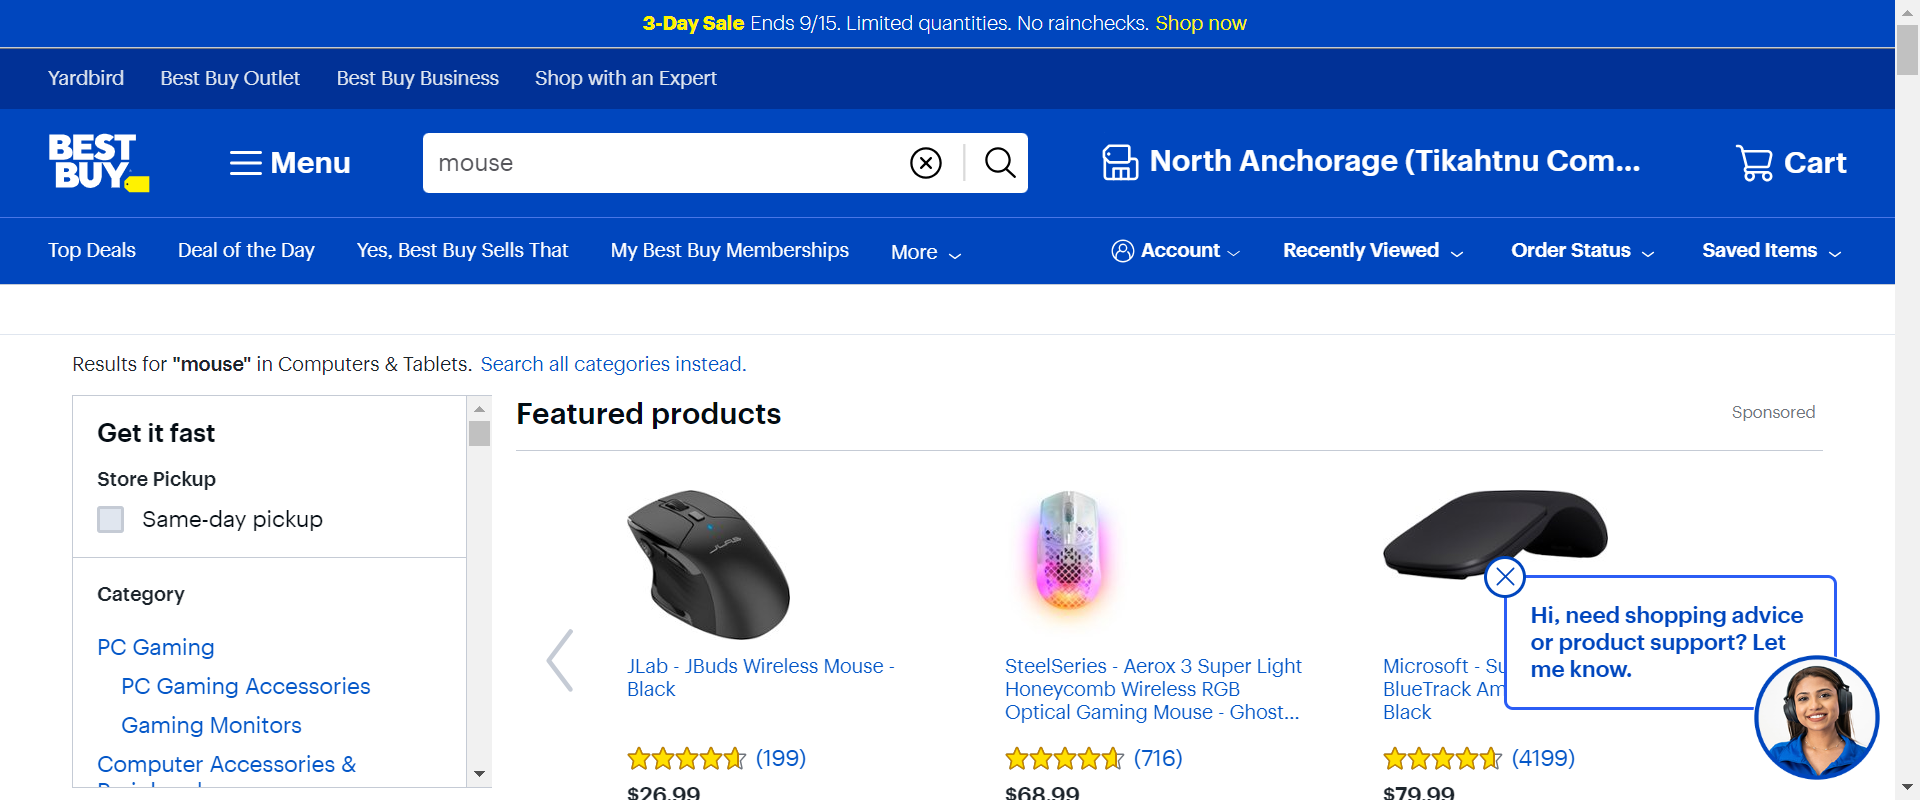 3-Day Sale Ends 9/15. Limited quantities. No rainchecks. Shop now
Yardbird Best Buy Outlet Best Buy Business Shop with an Expert
BEST BUY
Menu
mouse
North Anchorage (Tikahtnu Com...
Cart
Top Deals Deal of the Day Yes, Best Buy Sells That My Best Buy Memberships More Account Recently Viewed Order Status Saved Items
Results for "mouse" in Computers & Tablets. Search all categories instead.
Get it fast
Store Pickup
Same-day pickup
Category
PC Gaming
PC Gaming Accessories
Gaming Monitors
Computer Accessories &
Featured products
Sponsored
JLAB
JLab - JBuds Wireless Mouse -
Black
(199)
$26.99
SteelSeries - Aerox 3 Super Light
Honeycomb Wireless RGB
Optical Gaming Mouse - Ghost...
(716)
$68.99
Microsoft - Su
BlueTrack Am
Black
(4199)
$79.99
Hi, need shopping advice
or product support? Let
me know.